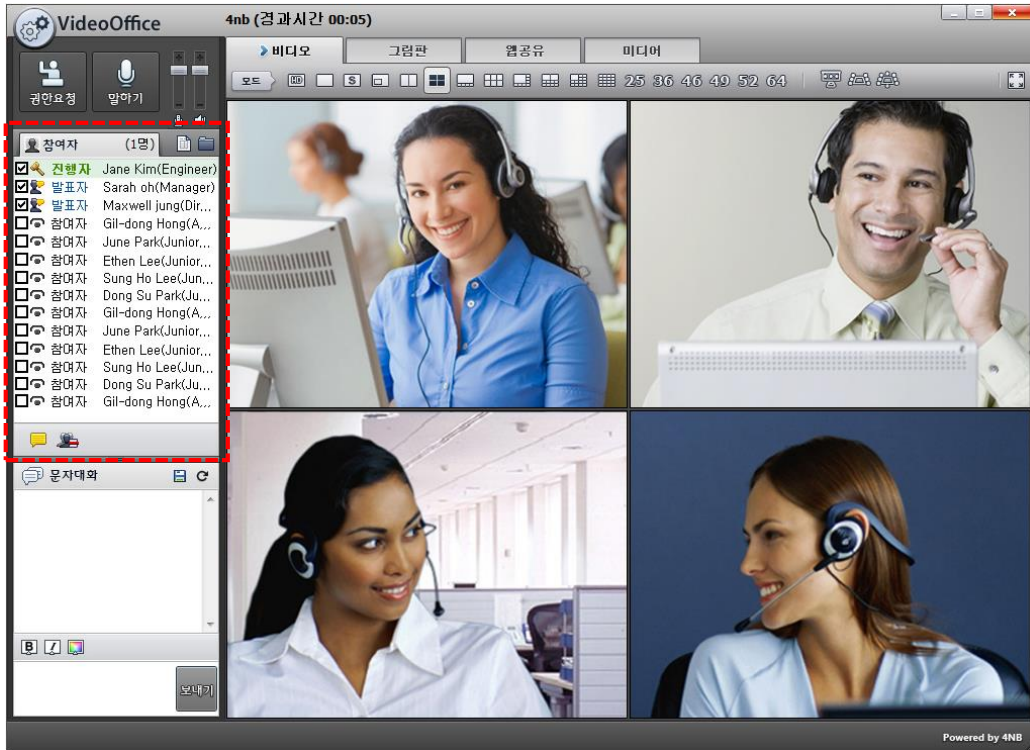 VideoOffice
4nb (경과시간 00:05)
비디오 그림판 웹공유 미디어
모드 HD S 25 36 46 49 52 64
권한요청 말하기
참여자 (1명)
진행자 Jane Kim(Engineer)
발표자 Sarah oh(Manager)
발표자 Maxwell jung(Dir...
참여자 Gil-dong Hong(A...
참여자 June Park(Junior...
참여자 Ethen Lee(Junior...
참여자 Sung Ho Lee(Jun...
참여자 Dong Su Park(Ju...
참여자 Gil-dong Hong(A...
참여자 June Park(Junior...
참여자 Ethen Lee(Junior...
참여자 Sung Ho Lee(Jun...
참여자 Dong Su Park(Ju...
참여자 Gil-dong Hong(A...
문자대화
B I
보내기
Powered by 4NB